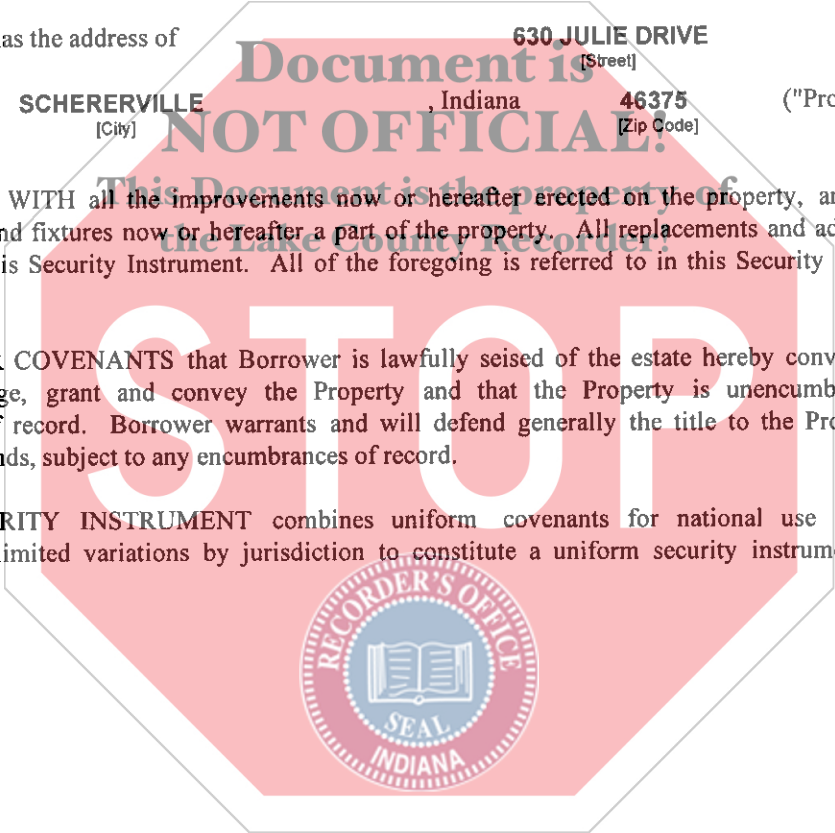 as the address of 630 JULIE DRIVE
[Street]
SCHERERVILLE , Indiana 46375 ("Pro
[City] [Zip Code]
Document is
NOT OFFICIAL!
This Document is the property of
the Lake County Recorder!
WITH all the improvements now or hereafter erected on the property, an
nd fixtures now or hereafter a part of the property. All replacements and ad
is Security Instrument. All of the foregoing is referred to in this Security
COVENANTS that Borrower is lawfully seised of the estate hereby conv
ge, grant and convey the Property and that the Property is unencumb
f record. Borrower warrants and will defend generally the title to the Pro
nds, subject to any encumbrances of record.
RITY INSTRUMENT combines uniform covenants for national use
limited variations by jurisdiction to constitute a uniform security instrum
STOP
RECORDER'S OFFICE
SEAL
INDIANA